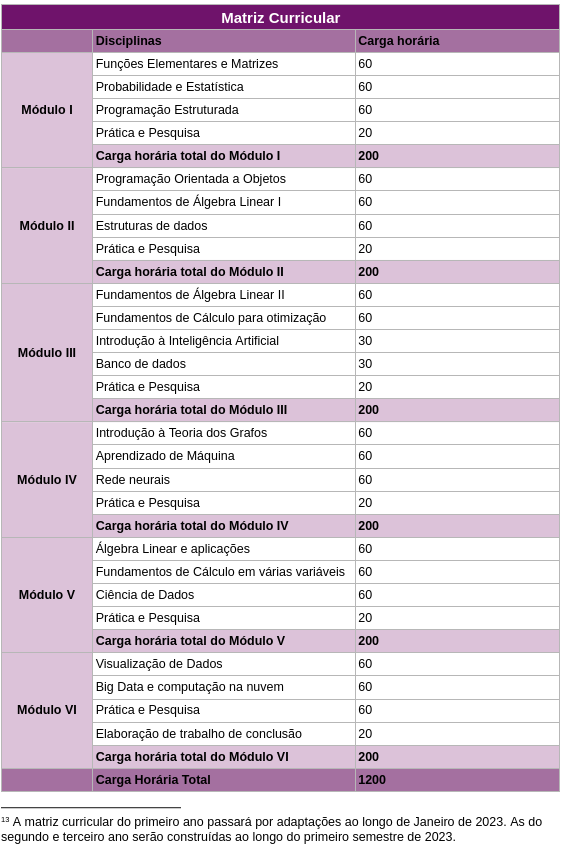 Matriz Curricular
Disciplinas Carga horária
Módulo I
Funções Elementares e Matrizes 60
Probabilidade e Estatística 60
Programação Estruturada 60
Prática e Pesquisa 20
Carga horária total do Módulo I 200
Módulo II
Programação Orientada a Objetos 60
Fundamentos de Álgebra Linear I 60
Estruturas de dados 60
Prática e Pesquisa 20
Carga horária total do Módulo II 200
Módulo III
Fundamentos de Álgebra Linear II 60
Fundamentos de Cálculo para otimização 60
Introdução à Inteligência Artificial 30
Banco de dados 30
Prática e Pesquisa 20
Carga horária total do Módulo III 200
Módulo IV
Introdução à Teoria dos Grafos 60
Aprendizado de Máquina 60
Rede neurais 60
Prática e Pesquisa 20
Carga horária total do Módulo IV 200
Módulo V
Álgebra Linear e aplicações 60
Fundamentos de Cálculo em várias variáveis 60
Ciência de Dados 60
Prática e Pesquisa 20
Carga horária total do Módulo V 200
Módulo VI
Visualização de Dados 60
Big Data e computação na nuvem 60
Prática e Pesquisa 60
Elaboração de trabalho de conclusão 20
Carga horária total do Módulo VI 200
Carga Horária Total 1200
13 A matriz curricular do primeiro ano passará por adaptações ao longo de Janeiro de 2023. As do
segundo e terceiro ano serão construídas ao longo do primeiro semestre de 2023.